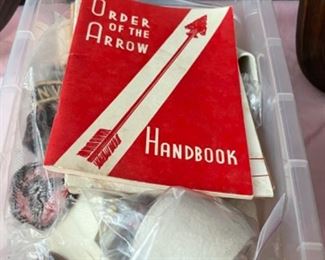 ORDER
OF THE
ARROW
HANDBOOK